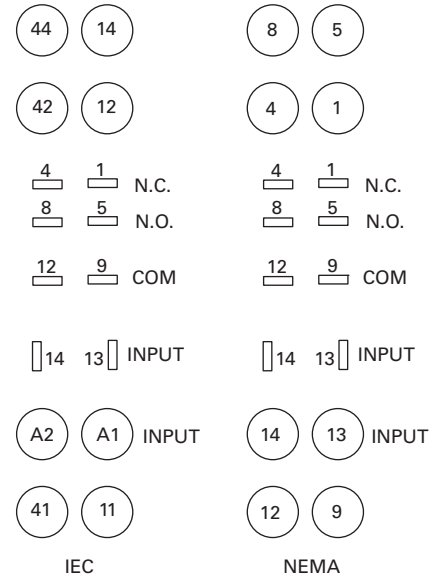 44 14 8 5
42 12 4 1
4 1 N.C. 4 1 N.C.
8 5 N.O. 8 5 N.O.
12 9 COM 12 9 COM
14 13 INPUT 14 13 INPUT
A2 A1 INPUT 14 13 INPUT
41 11 12 9
IEC NEMA